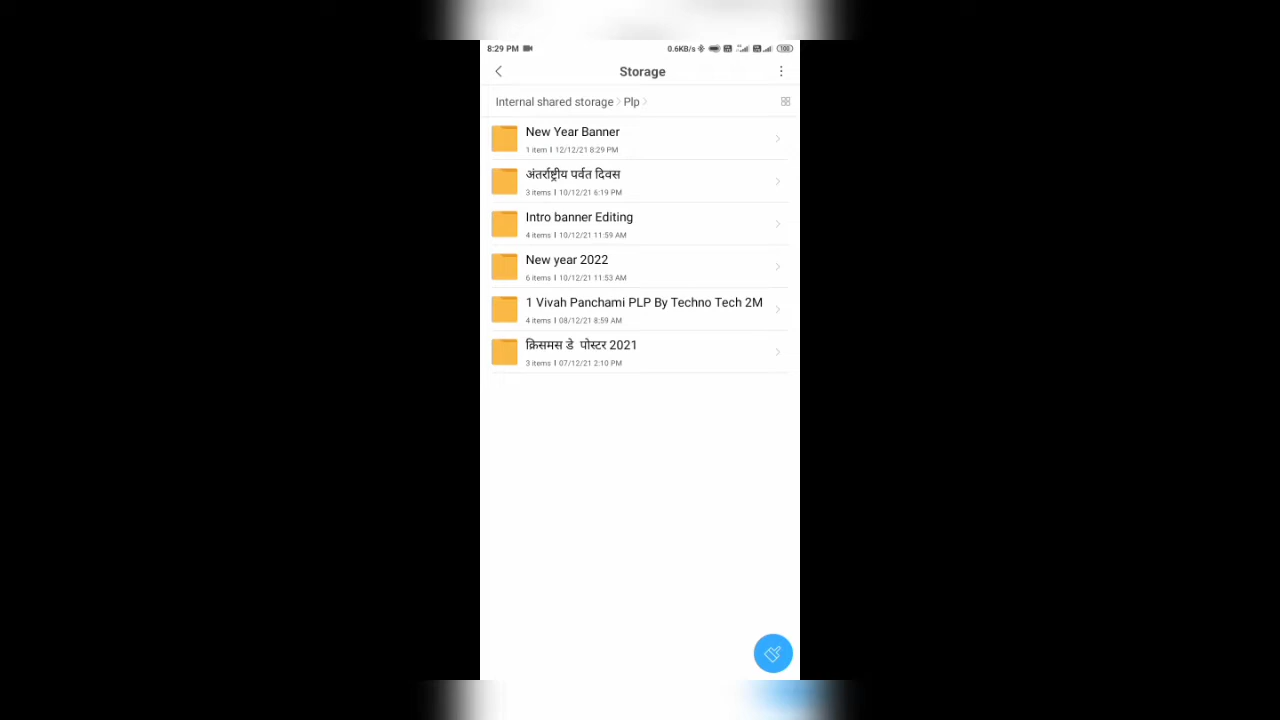 8:29 PM 0.6KB/s 100
Storage
Internal shared storage Plp
New Year Banner
1 item | 12/12/21 8:29 PM
अंतर्राष्ट्रीय पर्वत दिवस
3 items | 10/12/21 6:19 PM
Intro banner Editing
4 items | 10/12/21 11:59 AM
New year 2022
6 items | 10/12/21 11:53 AM
1 Vivah Panchami PLP By Techno Tech 2M
4 items | 08/12/21 8:59 AM
क्रिसमस डे पोस्टर 2021
3 items | 07/12/21 2:10 PM